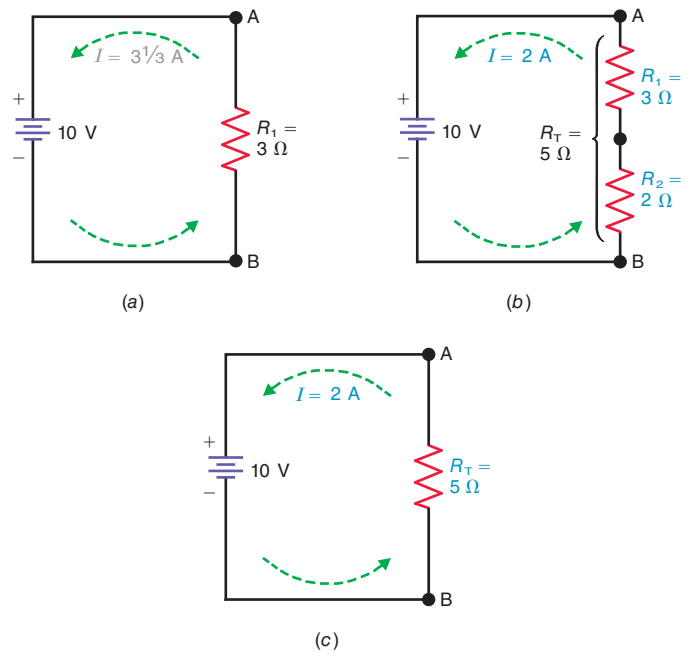 A
I = 3⅓ A
+
10 V
−
R₁ =
3 Ω
B
(a)
A
I = 2 A
+
10 V
−
R_T =
5 Ω
R₁ =
3 Ω
R₂ =
2 Ω
B
(b)
A
I = 2 A
+
10 V
−
R_T =
5 Ω
B
(c)